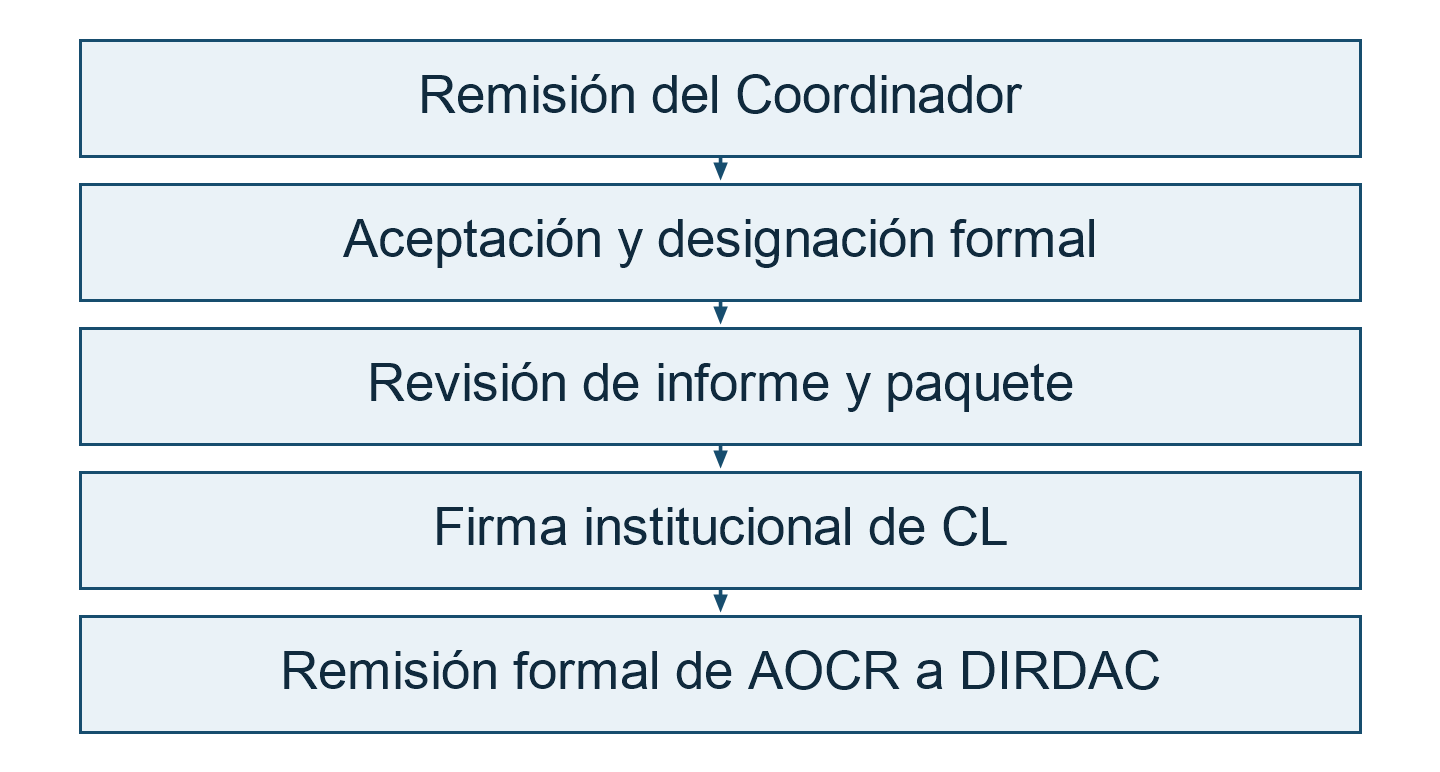 Remisión del Coordinador
Aceptación y designación formal
Revisión de informe y paquete
Firma institucional de CL
Remisión formal de AOCR a DIRDAC